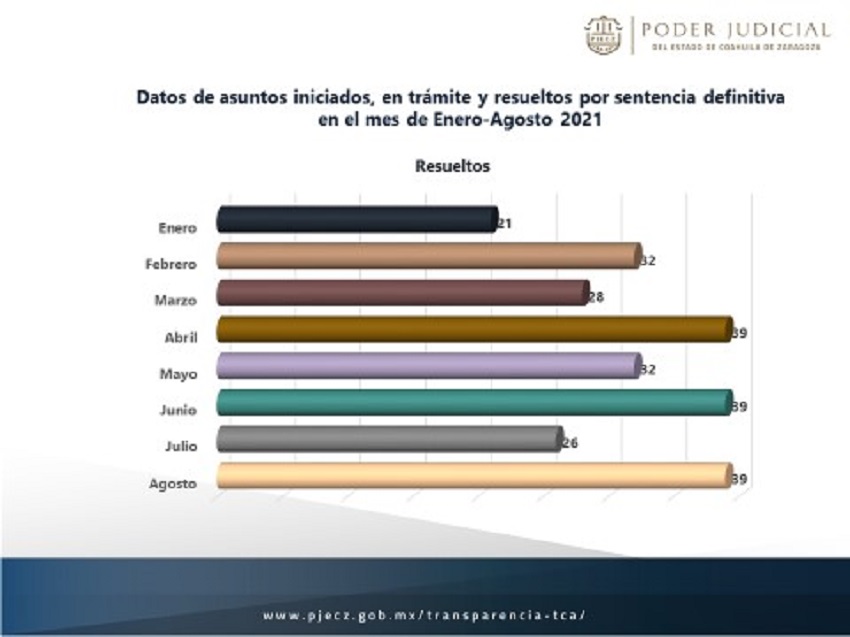 PJECZ
PODER JUDICIAL
DEL ESTADO DE COAHUILA DE ZARAGOZA
Datos de asuntos iniciados, en trámite y resueltos por sentencia definitiva
en el mes de Enero-Agosto 2021
Resueltos
Enero 21
Febrero 32
Marzo 28
Abril 39
Mayo 32
Junio 39
Julio 26
Agosto 39
www.pjecz.gob.mx/transparencia-tca/